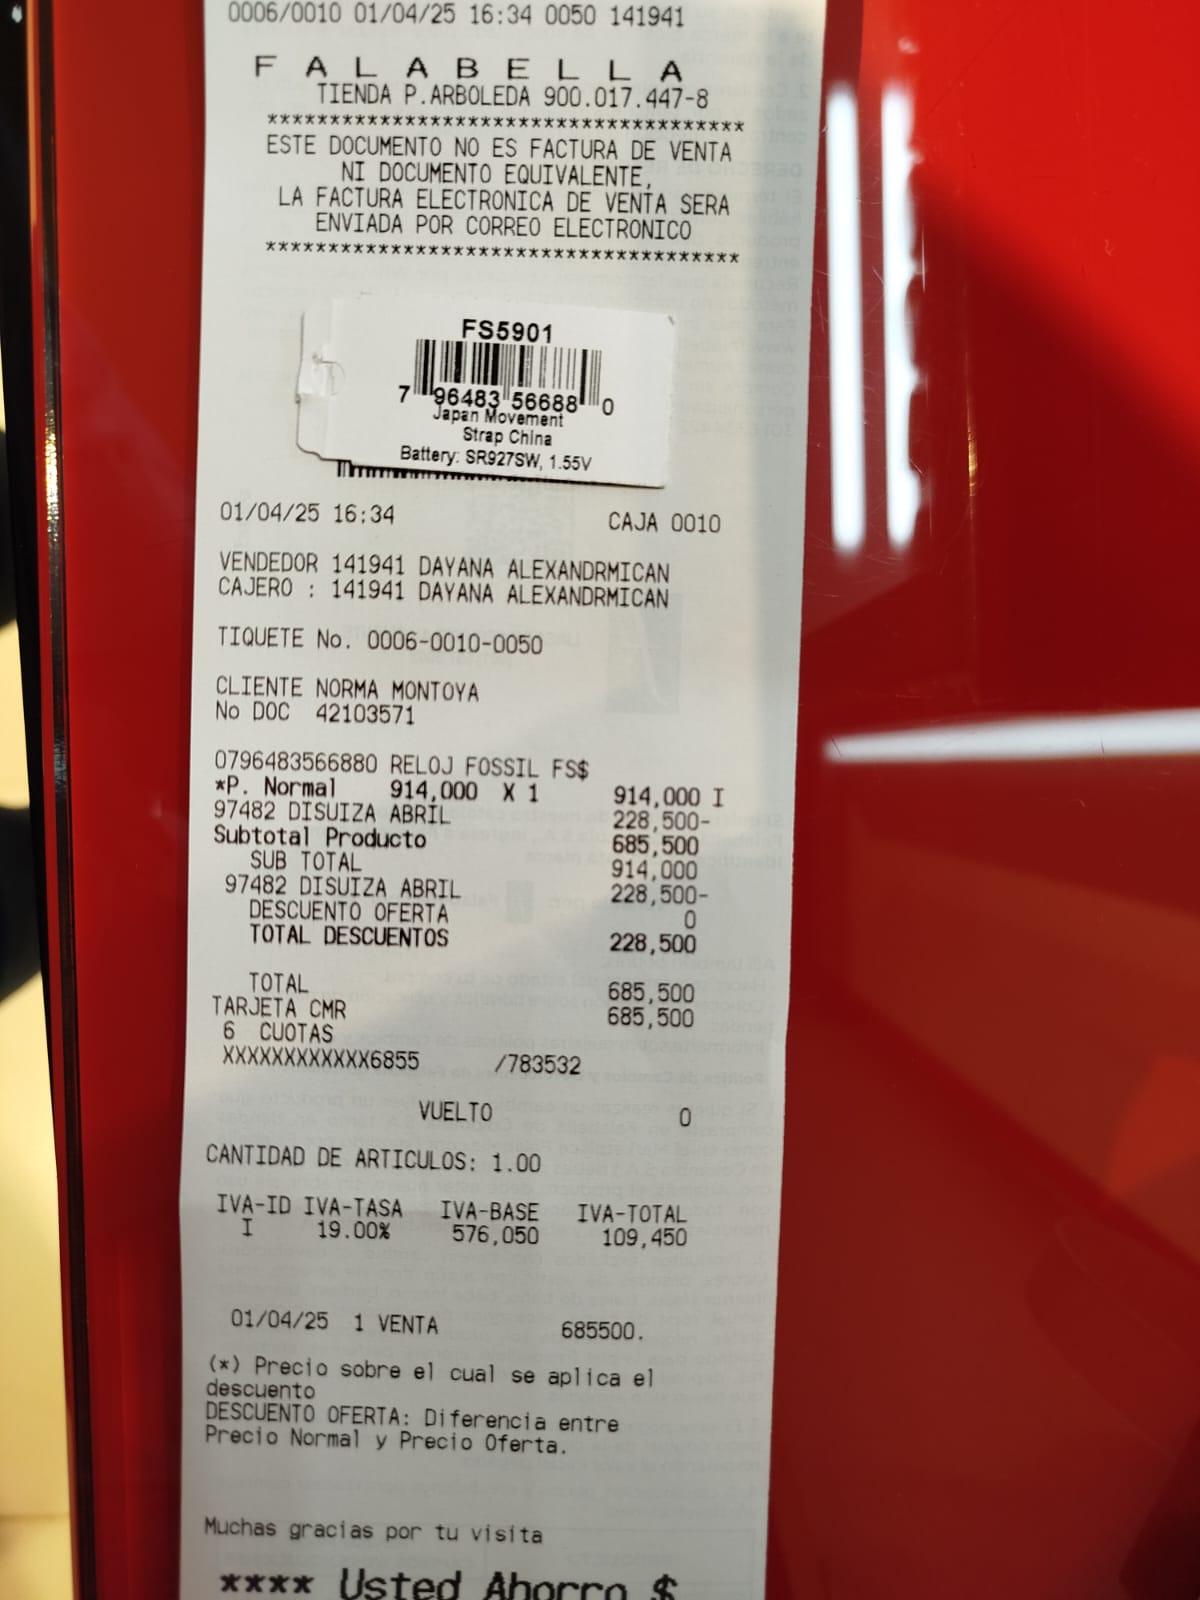 0006/0010 01/04/25 16:34 0050 141941
F A L A B E L L A
TIENDA P.ARBOLEDA 900.017.447-8
***************************************
ESTE DOCUMENTO NO ES FACTURA DE VENTA
NI DOCUMENTO EQUIVALENTE,
LA FACTURA ELECTRONICA DE VENTA SERA
ENVIADA POR CORREO ELECTRONICO
***************************************
FS5901
7 96483 56688 0
Japan Movement
Strap China
Battery: SR927SW, 1.55V
01/04/25 16:34 CAJA 0010
VENDEDOR 141941 DAYANA ALEXANDRMICAN
CAJERO : 141941 DAYANA ALEXANDRMICAN
TIQUETE No. 0006-0010-0050
CLIENTE NORMA MONTOYA
No DOC 42103571
0796483566880 RELOJ FOSSIL FS$
*P. Normal 914,000 X 1 914,000 I
97482 DISUIZA ABRIL 228,500-
Subtotal Producto 685,500
SUB TOTAL 914,000
97482 DISUIZA ABRIL 228,500-
DESCUENTO OFERTA 0
TOTAL DESCUENTOS 228,500
TOTAL 685,500
TARJETA CMR 685,500
6 CUOTAS
XXXXXXXXXXXX6855 /783532
VUELTO 0
CANTIDAD DE ARTICULOS: 1.00
IVA-ID IVA-TASA IVA-BASE IVA-TOTAL
I 19.00% 576,050 109,450
01/04/25 1 VENTA 685500.
(*) Precio sobre el cual se aplica el
descuento
DESCUENTO OFERTA: Diferencia entre
Precio Normal y Precio Oferta.
Muchas gracias por tu visita
**** Usted Ahorro $